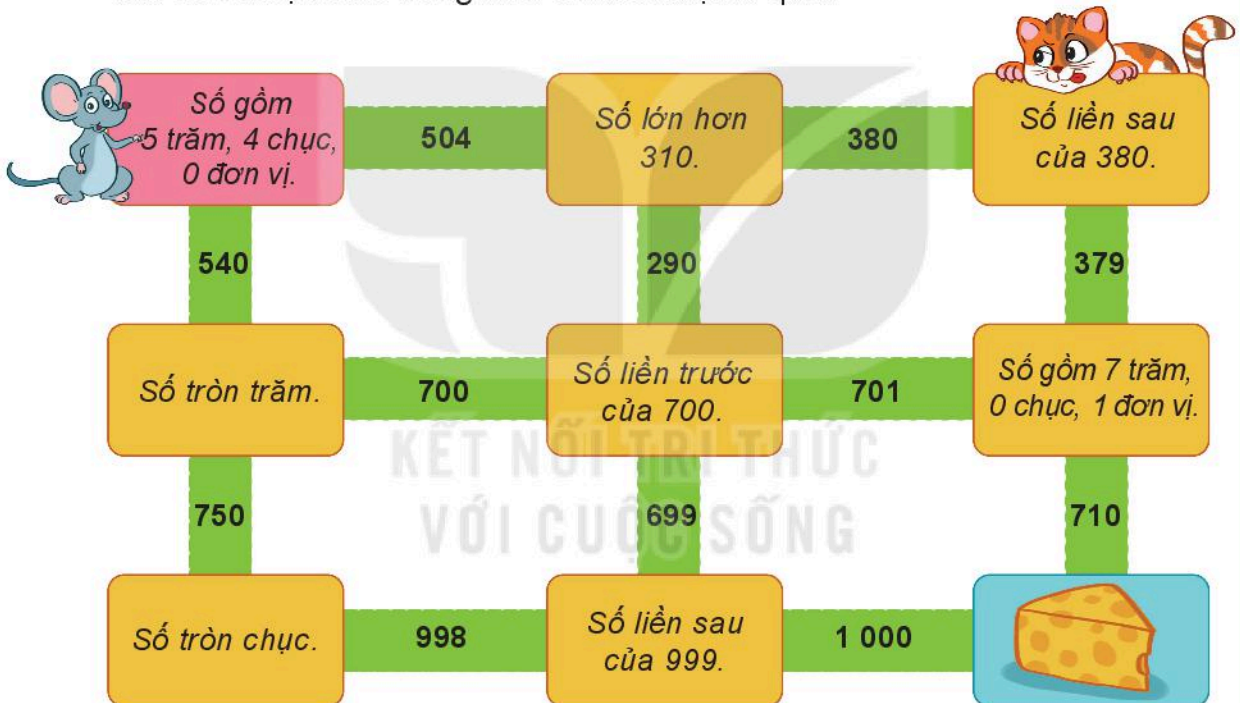 Số gồm
5 trăm, 4 chục,
0 đơn vị.
504
Số lớn hơn
310.
380
Số liền sau
của 380.
540
290
379
Số tròn trăm.
700
Số liền trước
của 700.
701
Số gồm 7 trăm,
0 chục, 1 đơn vị.
KẾT NỐI TRI THỨC
VỚI CUỘC SỐNG
750
699
710
Số tròn chục.
998
Số liền sau
của 999.
1 000